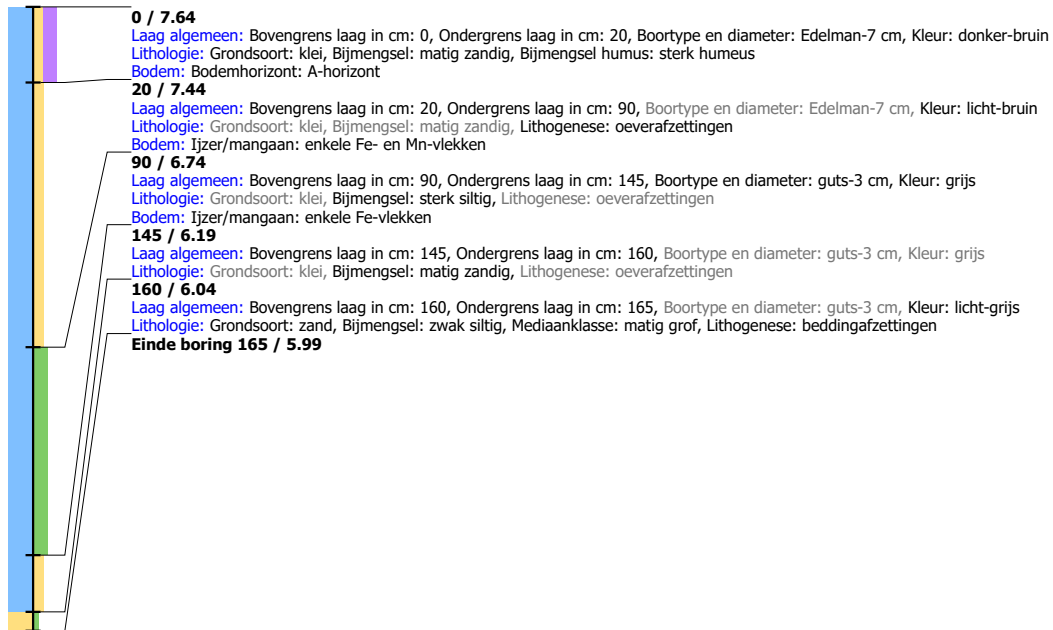 0 / 7.64
Laag algemeen: Bovengrens laag in cm: 0, Ondergrens laag in cm: 20, Boortype en diameter: Edelman-7 cm, Kleur: donker-bruin
Lithologie: Grondsoort: klei, Bijmengsel: matig zandig, Bijmengsel humus: sterk humeus
Bodem: Bodemhorizont: A-horizont
20 / 7.44
Laag algemeen: Bovengrens laag in cm: 20, Ondergrens laag in cm: 90, Boortype en diameter: Edelman-7 cm, Kleur: licht-bruin
Lithologie: Grondsoort: klei, Bijmengsel: matig zandig, Lithogenese: oeverafzettingen
Bodem: Ijzer/mangaan: enkele Fe- en Mn-vlekken
90 / 6.74
Laag algemeen: Bovengrens laag in cm: 90, Ondergrens laag in cm: 145, Boortype en diameter: guts-3 cm, Kleur: grijs
Lithologie: Grondsoort: klei, Bijmengsel: sterk siltig, Lithogenese: oeverafzettingen
Bodem: Ijzer/mangaan: enkele Fe-vlekken
145 / 6.19
Laag algemeen: Bovengrens laag in cm: 145, Ondergrens laag in cm: 160, Boortype en diameter: guts-3 cm, Kleur: grijs
Lithologie: Grondsoort: klei, Bijmengsel: matig zandig, Lithogenese: oeverafzettingen
160 / 6.04
Laag algemeen: Bovengrens laag in cm: 160, Ondergrens laag in cm: 165, Boortype en diameter: guts-3 cm, Kleur: licht-grijs
Lithologie: Grondsoort: zand, Bijmengsel: zwak siltig, Mediaanklasse: matig grof, Lithogenese: beddingafzettingen
Einde boring 165 / 5.99